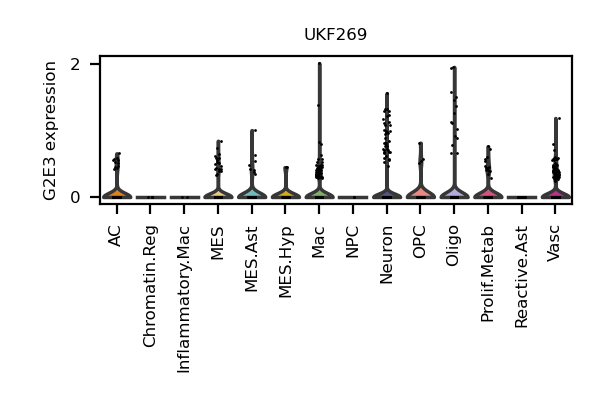 UKF269
G2E3 expression
2
0
AC
Chromatin.Reg
Inflammatory.Mac
MES
MES.Ast
MES.Hyp
Mac
NPC
Neuron
OPC
Oligo
Prolif.Metab
Reactive.Ast
Vasc